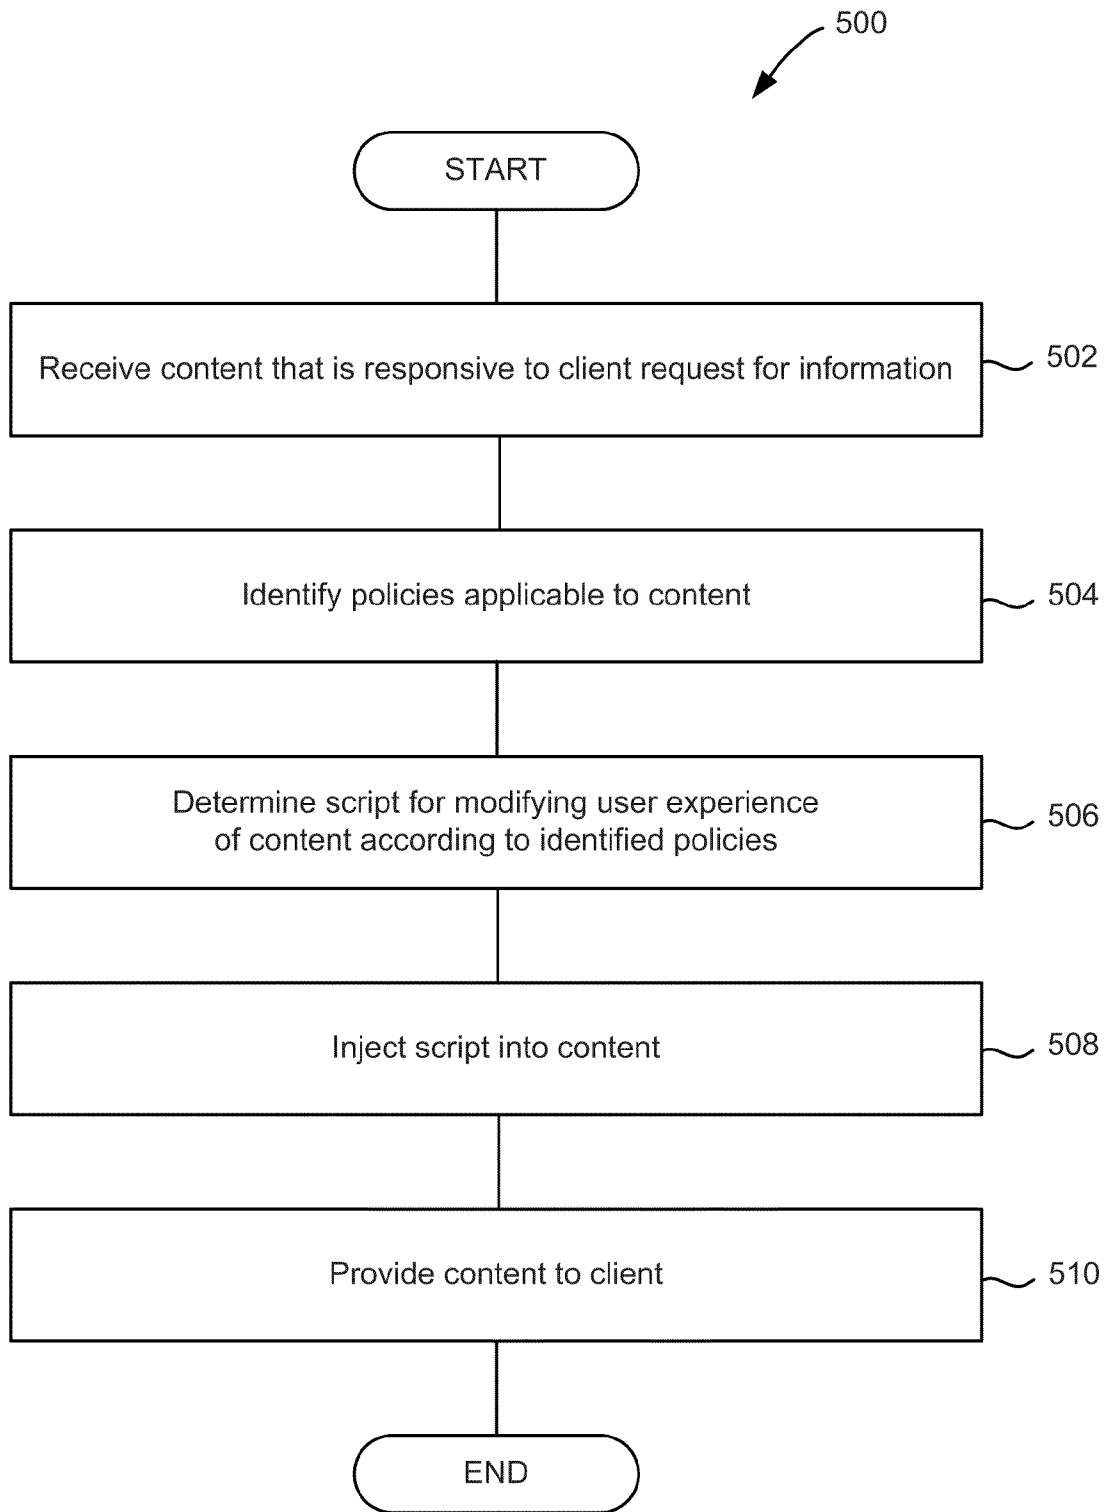 500
START
Receive content that is responsive to client request for information
502
Identify policies applicable to content
504
Determine script for modifying user experience
of content according to identified policies
506
Inject script into content
508
Provide content to client
510
END